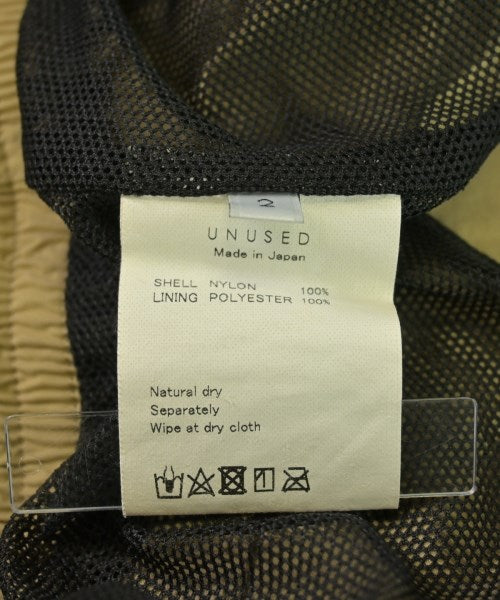 2
UNUSED
Made in Japan
SHELL NYLON 100%
LINING POLYESTER 100%
Natural dry
Separately
Wipe at dry cloth